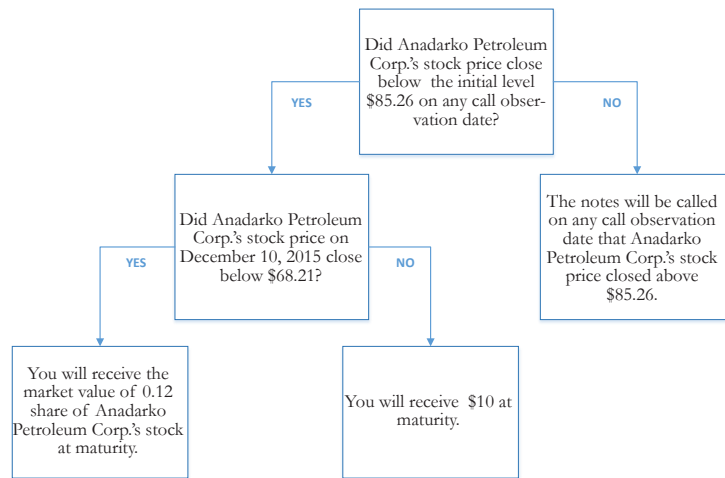 Did Anadarko Petroleum
Corp.'s stock price close
below the initial level
$85.26 on any call obser-
vation date?
YES
NO
Did Anadarko Petroleum
Corp.'s stock price on
December 10, 2015 close
below $68.21?
The notes will be called
on any call observation
date that Anadarko
Petroleum Corp.'s stock
price closed above
$85.26.
YES
NO
You will receive the
market value of 0.12
share of Anadarko
Petroleum Corp.'s stock
at maturity.
You will receive $10 at
maturity.